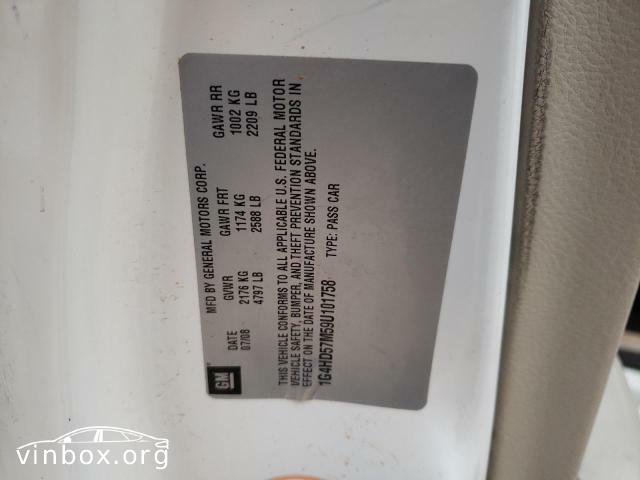 MFD BY GENERAL MOTORS CORP.
DATE GVWR GAWR FRT GAWR RR
07/08 2176 KG 1174 KG 1002 KG
4797 LB 2588 LB 2209 LB
GM
THIS VEHICLE CONFORMS TO ALL APPLICABLE U.S. FEDERAL MOTOR
VEHICLE SAFETY, BUMPER, AND THEFT PREVENTION STANDARDS IN
EFFECT ON THE DATE OF MANUFACTURE SHOWN ABOVE.
1G4HD57M59U101758 TYPE: PASS CAR
vinbox.org